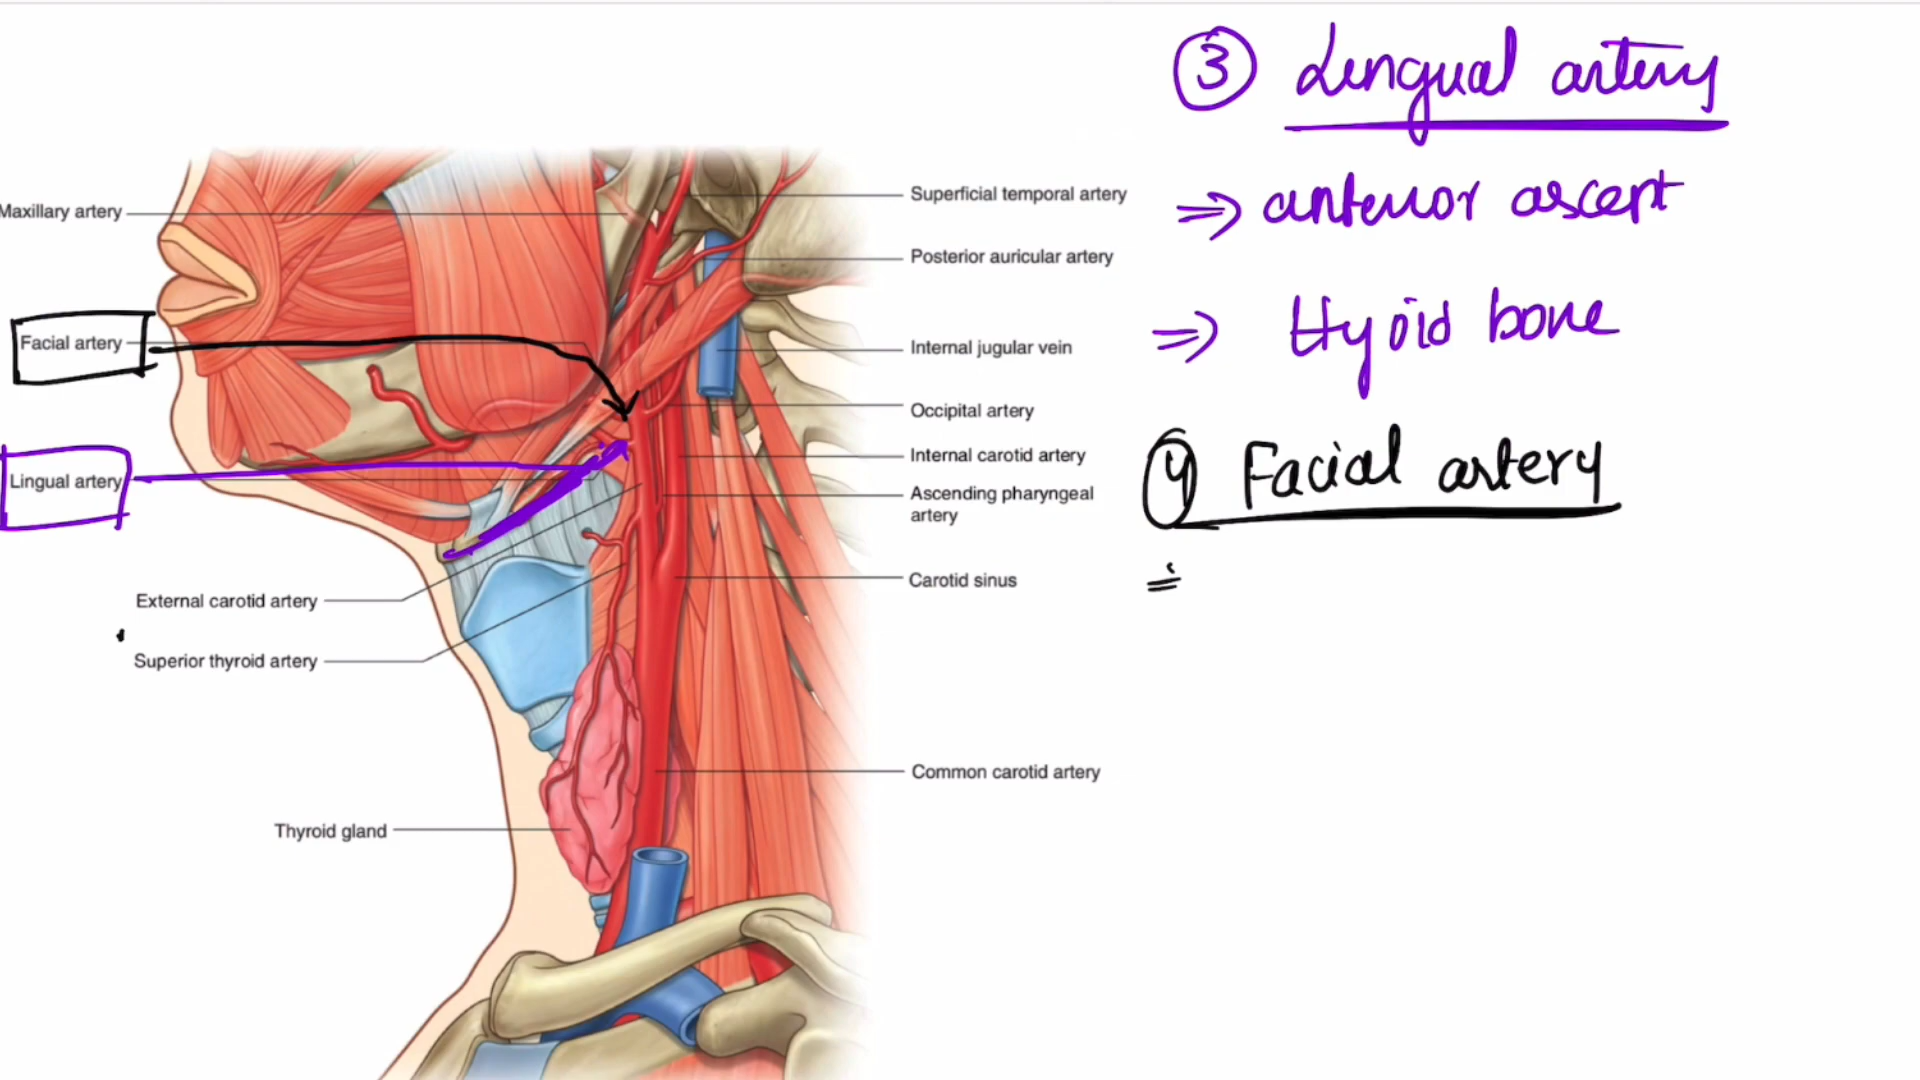 ③ Lingual artery
⇒ anterior ascent
⇒ Hyoid bone
④ Facial artery
=
Maxillary artery
Facial artery
Lingual artery
External carotid artery
Superior thyroid artery
Thyroid gland
Superficial temporal artery
Posterior auricular artery
Internal jugular vein
Occipital artery
Internal carotid artery
Ascending pharyngeal
artery
Carotid sinus
Common carotid artery